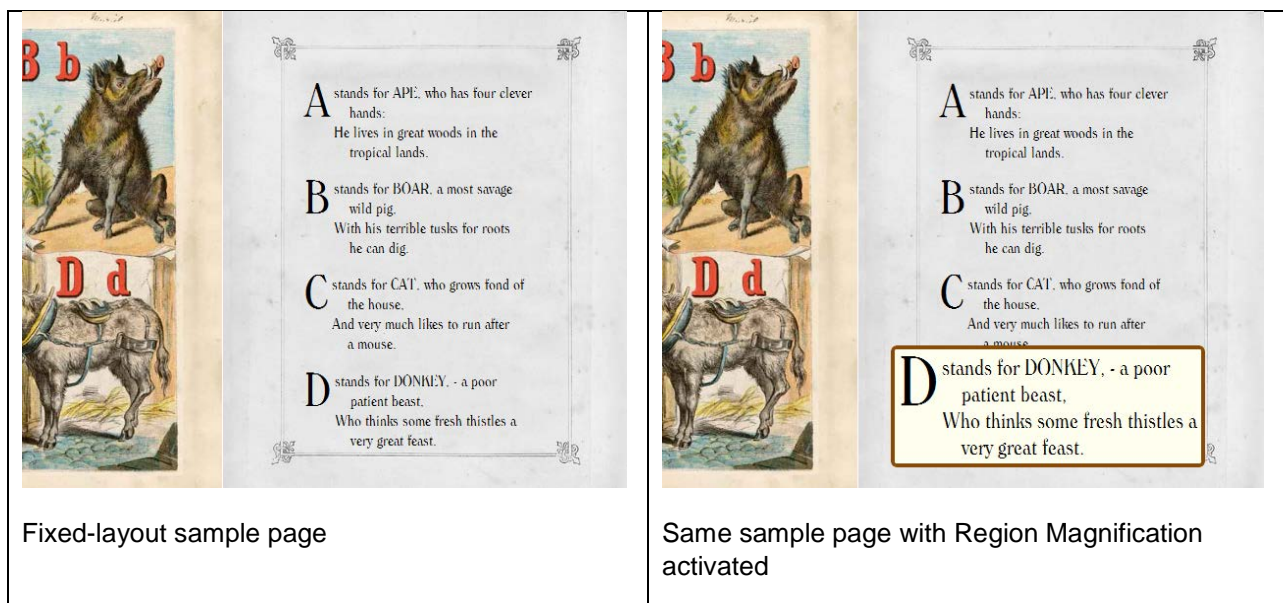 B b
A stands for APE, who has four clever
hands:
He lives in great woods in the
tropical lands.
B stands for BOAR, a most savage
wild pig,
With his terrible tusks for roots
he can dig.
C stands for CAT, who grows fond of
the house,
And very much likes to run after
a mouse.
D d
D stands for DONKEY, - a poor
patient beast,
Who thinks some fresh thistles a
very great feast.
Fixed-layout sample page
B b
A stands for APE, who has four clever
hands:
He lives in great woods in the
tropical lands.
B stands for BOAR, a most savage
wild pig,
With his terrible tusks for roots
he can dig.
C stands for CAT, who grows fond of
the house,
And very much likes to run after
a mouse.
D d
D stands for DONKEY, - a poor
patient beast,
Who thinks some fresh thistles a
very great feast.
Same sample page with Region Magnification
activated